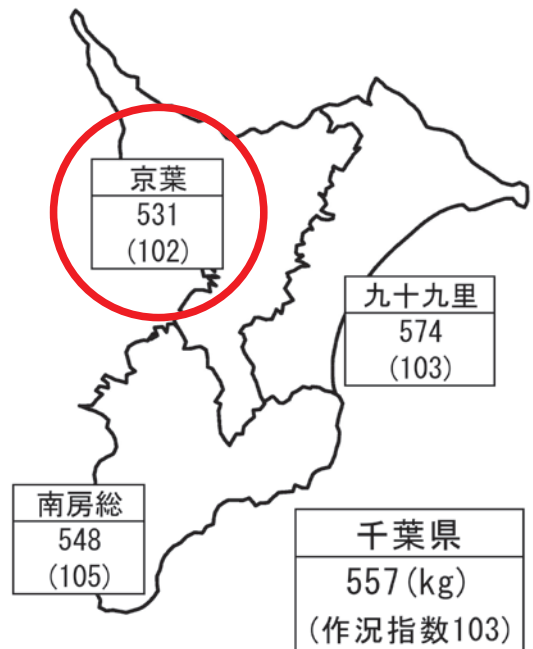 京葉
531
(102)
九十九里
574
(103)
南房総
548
(105)
千葉県
557(kg)
(作況指数103)